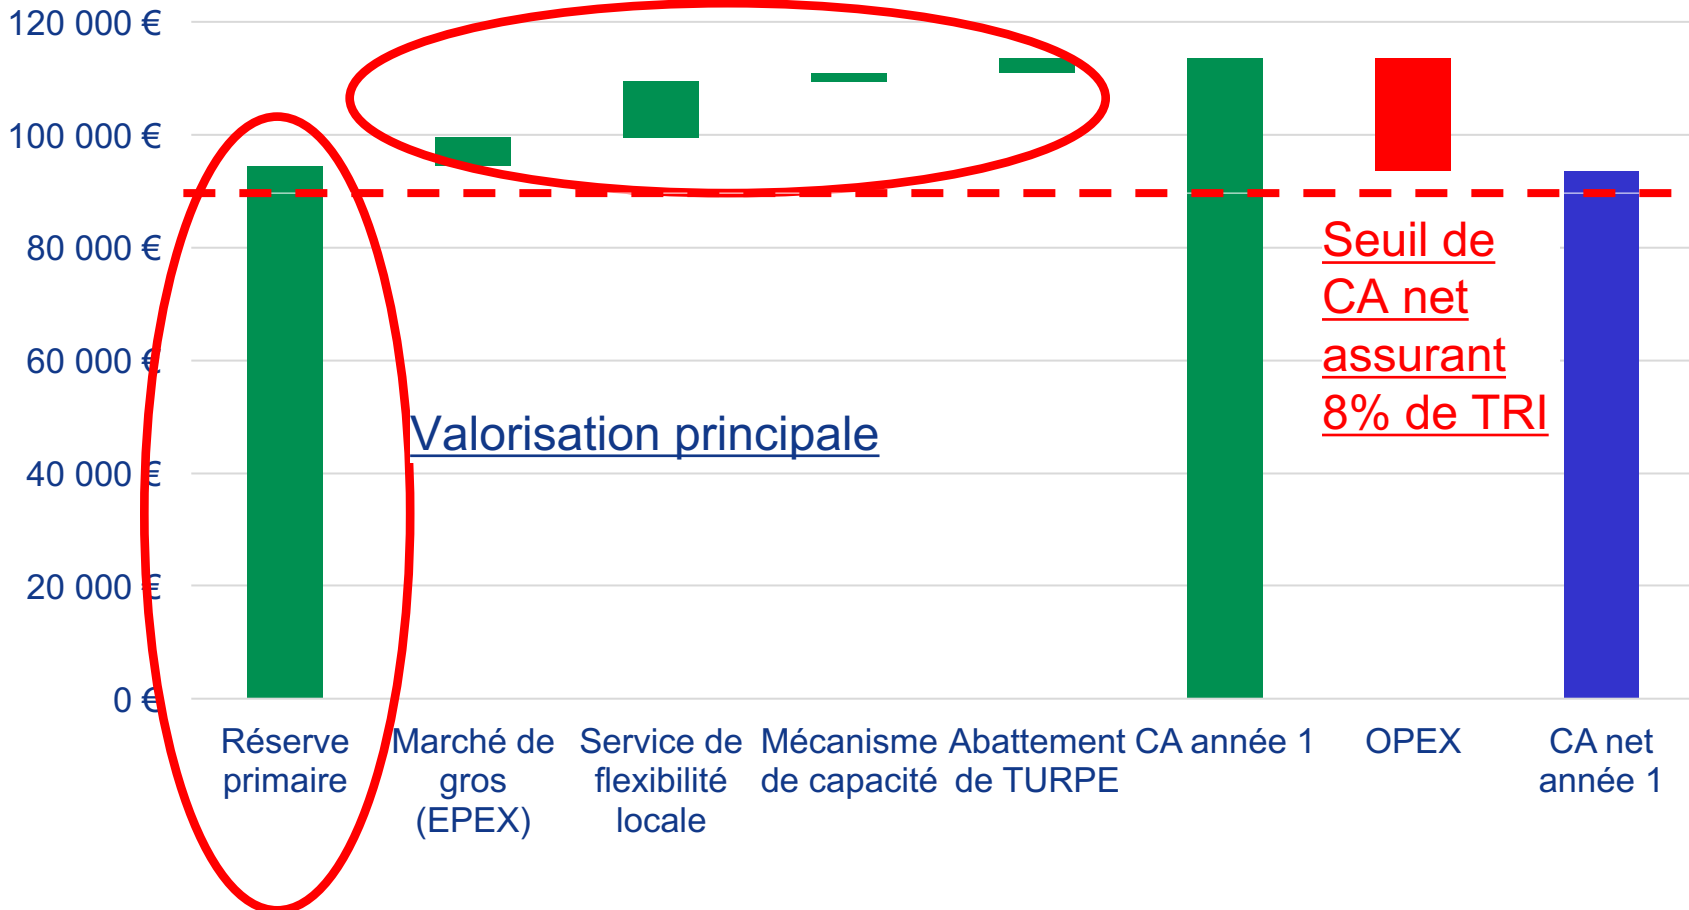 120 000 €
100 000 €
80 000 €
60 000 €
40 000 €
20 000 €
0 €
Seuil de
CA net
assurant
8% de TRI
Valorisation principale
Réserve
primaire
Marché de
gros
(EPEX)
Service de
flexibilité
locale
Mécanisme
de capacité
Abattement
de TURPE
CA année 1
OPEX
CA net
année 1